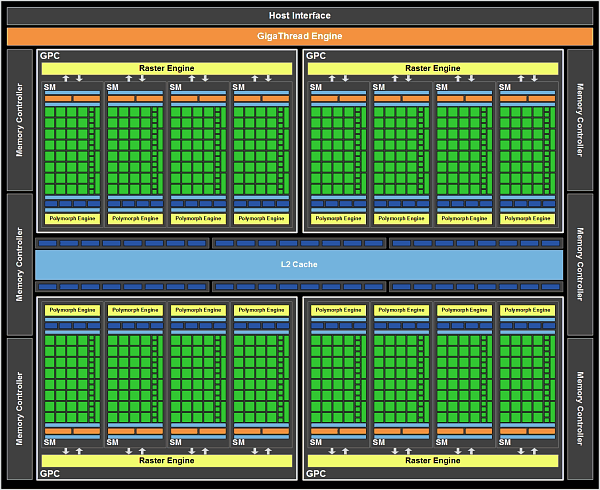 Host Interface
GigaThread Engine
GPC
GPC
Raster Engine
Raster Engine
Memory Controller
Memory Controller
SM
SM
SM
SM
SM
SM
SM
SM
Polymorph Engine
Polymorph Engine
Polymorph Engine
Polymorph Engine
Polymorph Engine
Polymorph Engine
Polymorph Engine
Polymorph Engine
Memory Controller
L2 Cache
Memory Controller
Polymorph Engine
Polymorph Engine
Polymorph Engine
Polymorph Engine
Polymorph Engine
Polymorph Engine
Polymorph Engine
Polymorph Engine
Memory Controller
Memory Controller
SM
SM
SM
SM
SM
SM
SM
SM
Raster Engine
Raster Engine
GPC
GPC